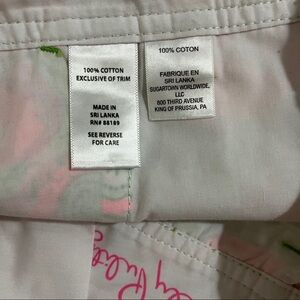 100% COTTON
EXCLUSIVE OF TRIM
MADE IN
SRI LANKA
RN# 88109
SEE REVERSE
FOR CARE
100% COTON
FABRIQUE EN
SRI LANKA
SUGARTOWN WORLDWIDE,
LLC
800 THIRD AVENUE
KING OF PRUSSIA, PA